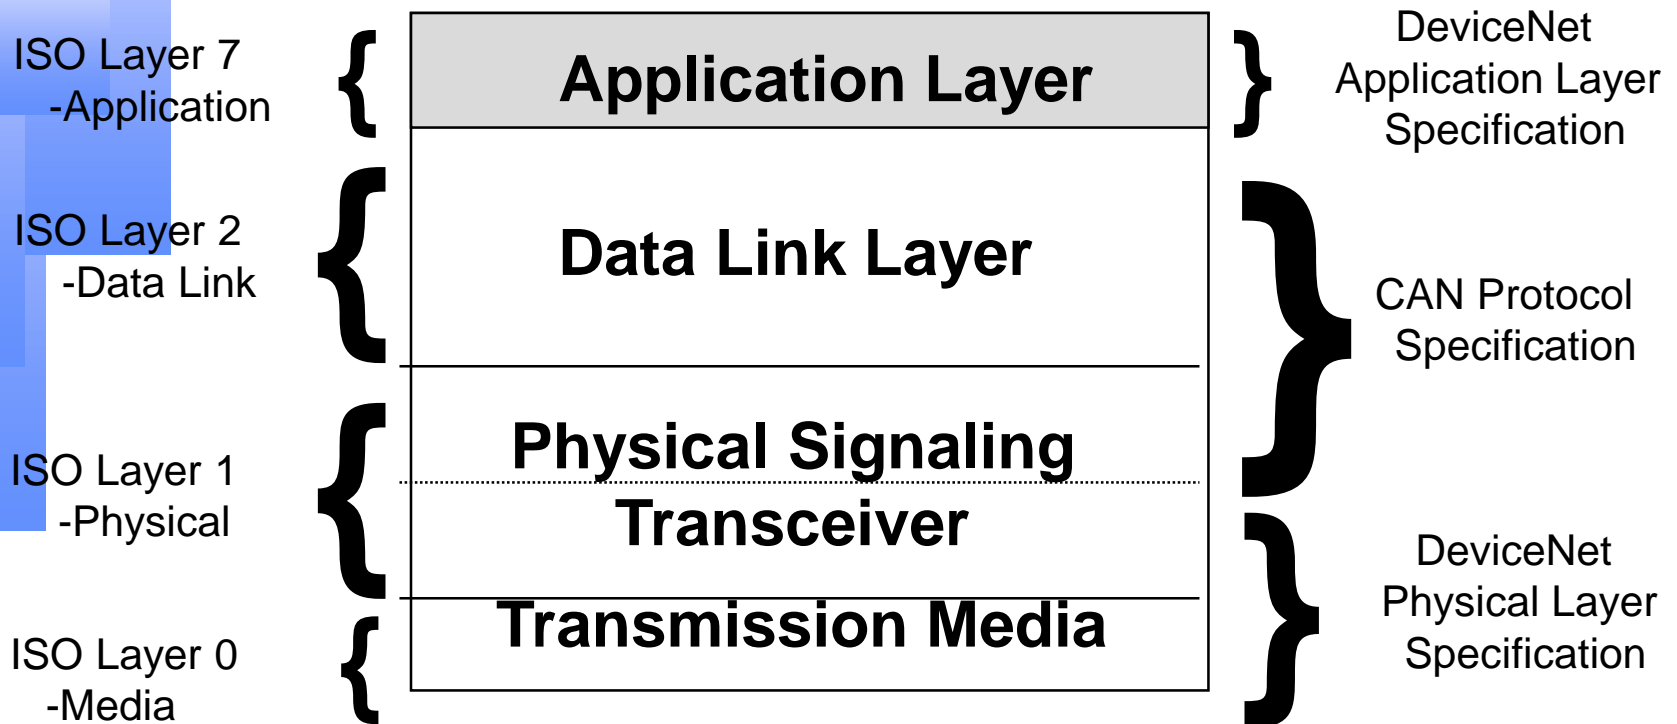 ISO Layer 7
-Application
Application Layer
DeviceNet
Application Layer
Specification
ISO Layer 2
-Data Link
Data Link Layer
CAN Protocol
Specification
ISO Layer 1
-Physical
Physical Signaling
Transceiver
DeviceNet
Physical Layer
Specification
ISO Layer 0
-Media
Transmission Media